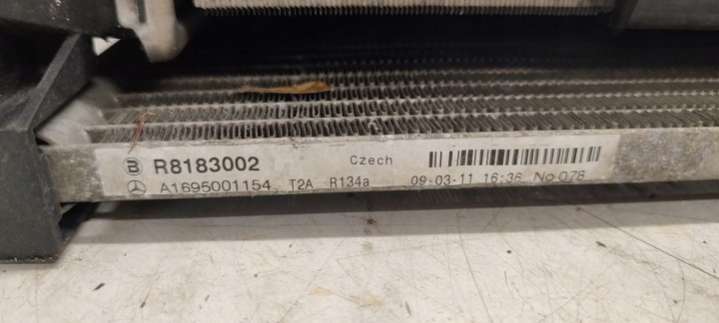 B R8183002 Czech
A1695001154 T2A R134a 09-03-11 16:36 No 078